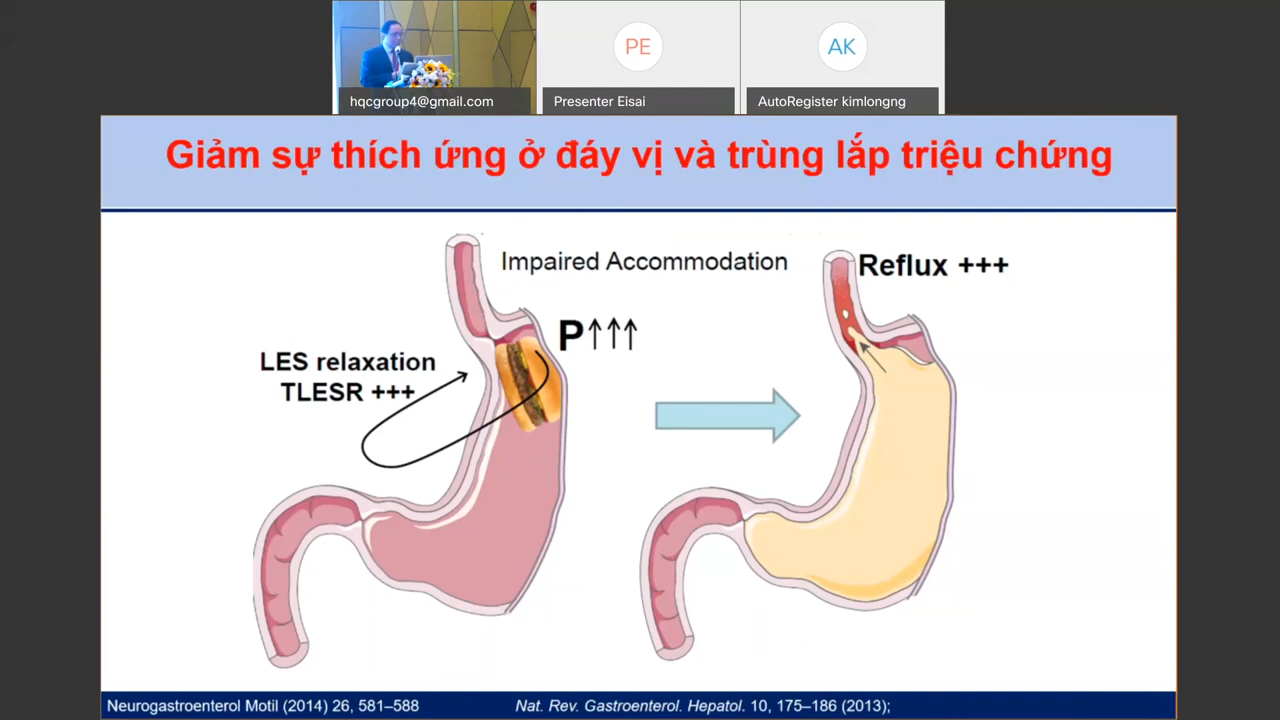 hqcgroup4@gmail.com
PE
Presenter Eisai
AK
AutoRegister kimlongng
Giảm sự thích ứng ở đáy vị và trùng lắp triệu chứng
Impaired Accommodation
Reflux +++
P↑↑↑
LES relaxation
TLESR +++
Neurogastroenterol Motil (2014) 26, 581–588
Nat. Rev. Gastroenterol. Hepatol. 10, 175–186 (2013);